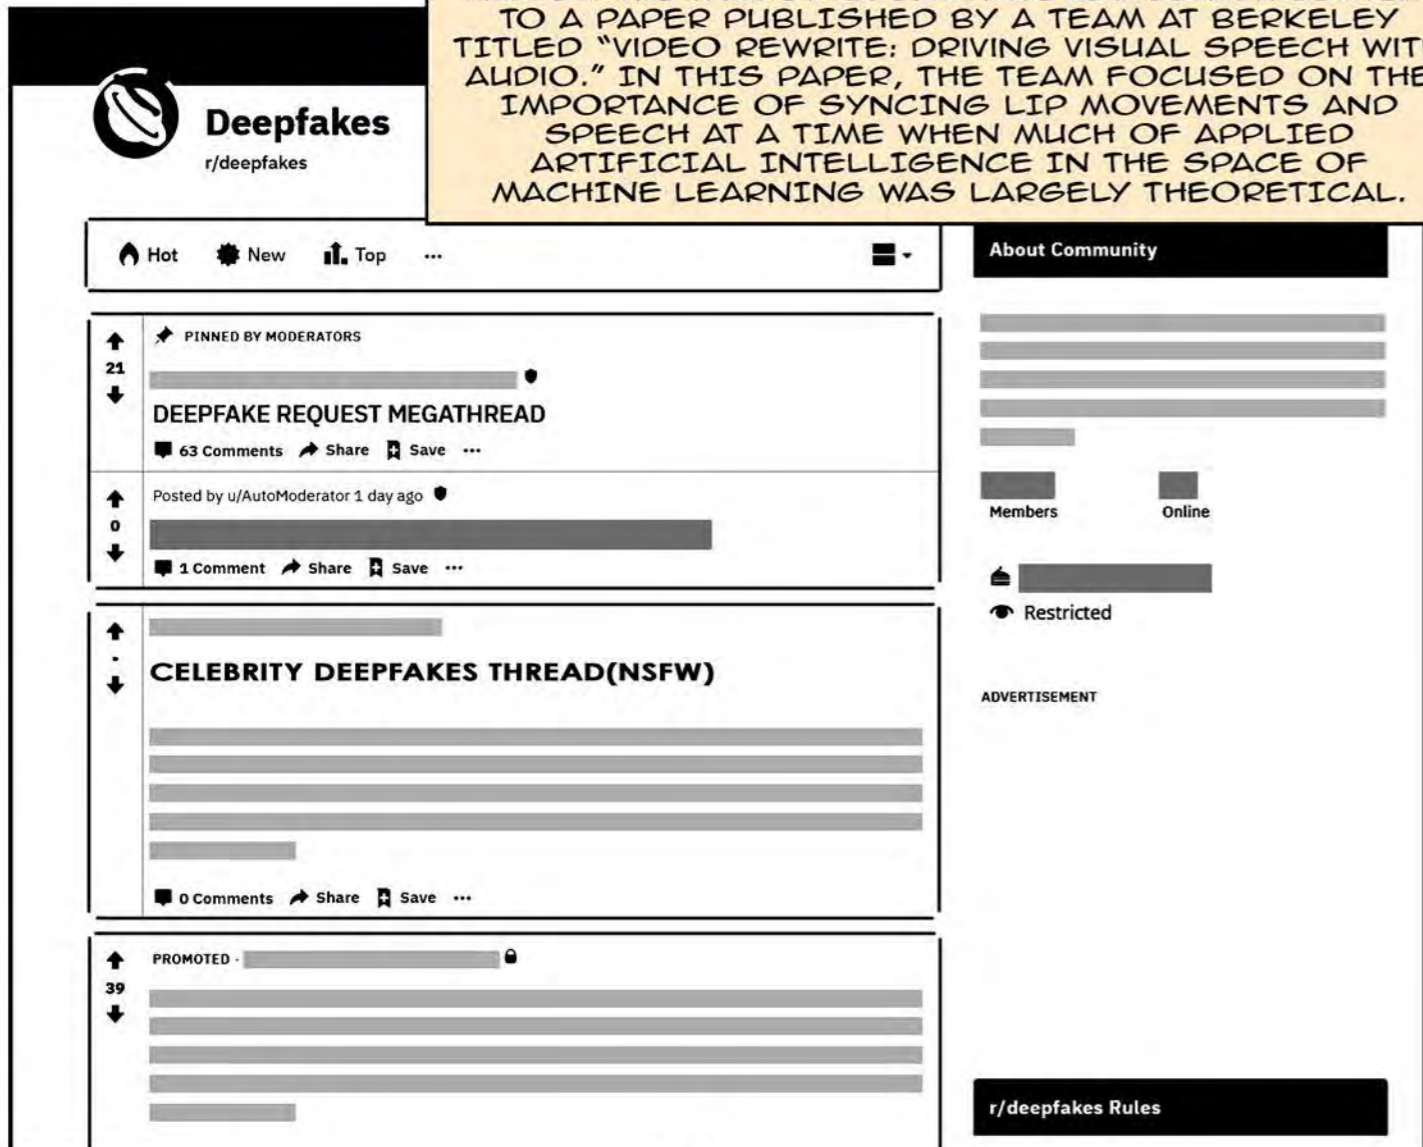 TO A PAPER PUBLISHED BY A TEAM AT BERKELEY
TITLED “VIDEO REWRITE: DRIVING VISUAL SPEECH WITH
AUDIO.” IN THIS PAPER, THE TEAM FOCUSED ON THE
IMPORTANCE OF SYNCING LIP MOVEMENTS AND
SPEECH AT A TIME WHEN MUCH OF APPLIED
ARTIFICIAL INTELLIGENCE IN THE SPACE OF
MACHINE LEARNING WAS LARGELY THEORETICAL.
Deepfakes
r/deepfakes
Hot New Top ...
About Community
PINNED BY MODERATORS
21
DEEPFAKE REQUEST MEGATHREAD
63 Comments Share Save ...
Posted by u/AutoModerator 1 day ago
0
1 Comment Share Save ...
Members Online
Restricted
CELEBRITY DEEPFAKES THREAD(NSFW)
ADVERTISEMENT
0 Comments Share Save ...
PROMOTED ·
39
r/deepfakes Rules